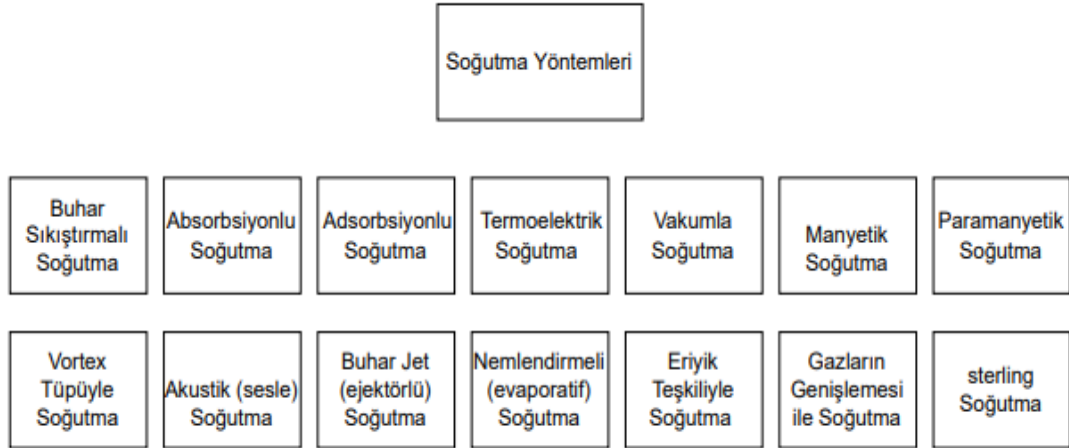 Soğutma Yöntemleri
Buhar
Sıkıştırmalı
Soğutma
Absorbsiyonlu
Soğutma
Adsorbsiyonlu
Soğutma
Termoelektrik
Soğutma
Vakumla
Soğutma
Manyetik
Soğutma
Paramanyetik
Soğutma
Vortex
Tüpüyle
Soğutma
Akustik (sesle)
Soğutma
Buhar Jet
(ejektörlü)
Soğutma
Nemlendirmeli
(evaporatif)
Soğutma
Eriyik
Teşkiliyle
Soğutma
Gazların
Genişlemesi
ile Soğutma
sterling
Soğutma